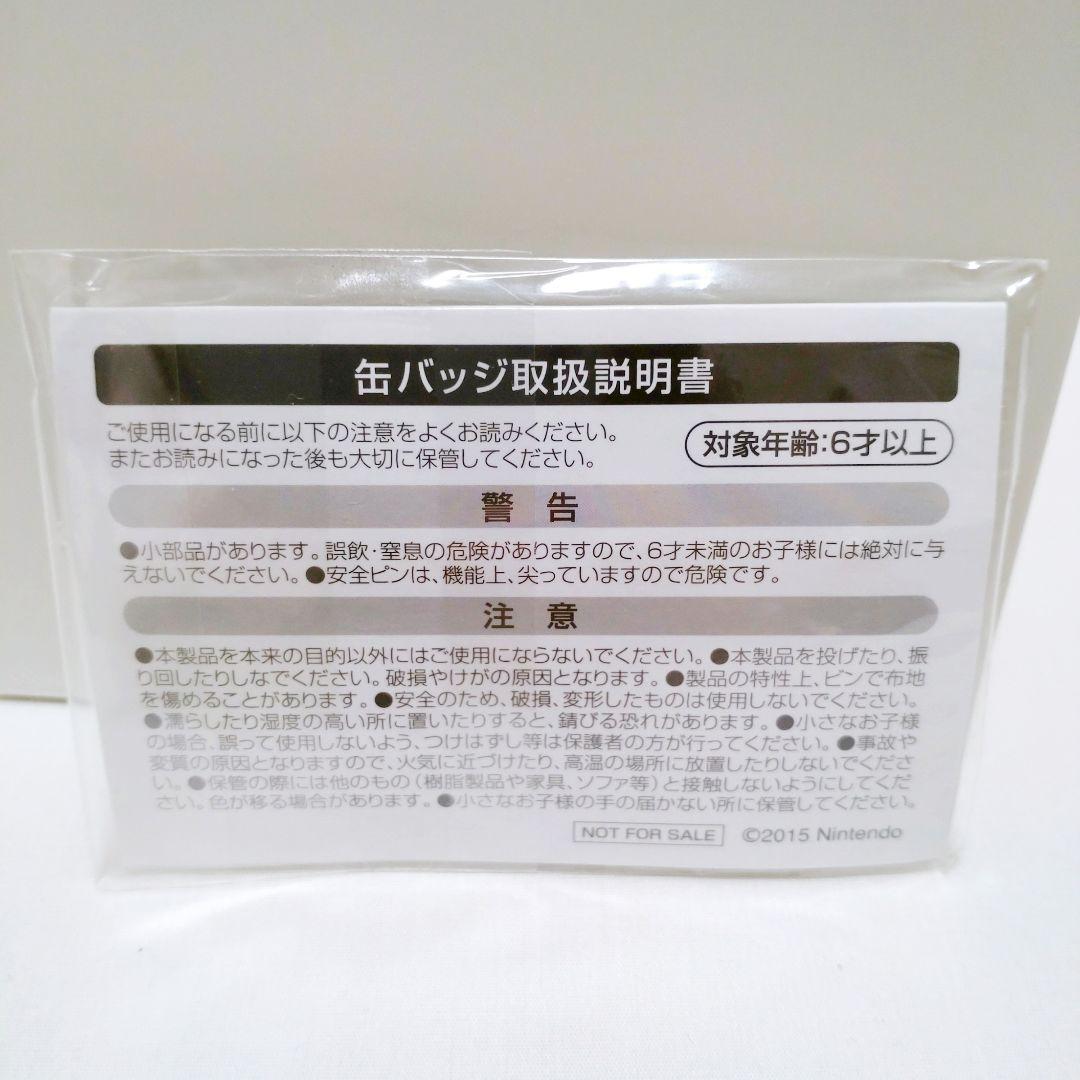 缶バッジ取扱説明書
ご使用になる前に以下の注意をよくお読みください。
またお読みになった後も大切に保管してください。
対象年齢:6才以上
警 告
●小部品があります。誤飲・窒息の危険がありますので、6才未満のお子様には絶対に与
えないでください。●安全ピンは、機能上、尖っていますので危険です。
注 意
●本製品を本来の目的以外にはご使用にならないでください。●本製品を投げたり、振
り回したりしなでください。破損やけがの原因となります。●製品の特性上、ピンで布地
を傷めることがあります。●安全のため、破損、変形したものは使用しないでください。
●濡らしたり湿度の高い所に置いたりすると、錆びる恐れがあります。●小さなお子様
の場合、誤って使用しないよう、つけはずし等は保護者の方が行ってください。●事故や
変質の原因となりますので、火気に近づけたり、高温の場所に放置したりしないでくださ
い。●保管の際には他のもの(樹脂製品や家具、ソファ等)と接触しないようにしてくだ
さい。色が移る場合があります。●小さなお子様の手の届かない所に保管してください。
NOT FOR SALE ©2015 Nintendo